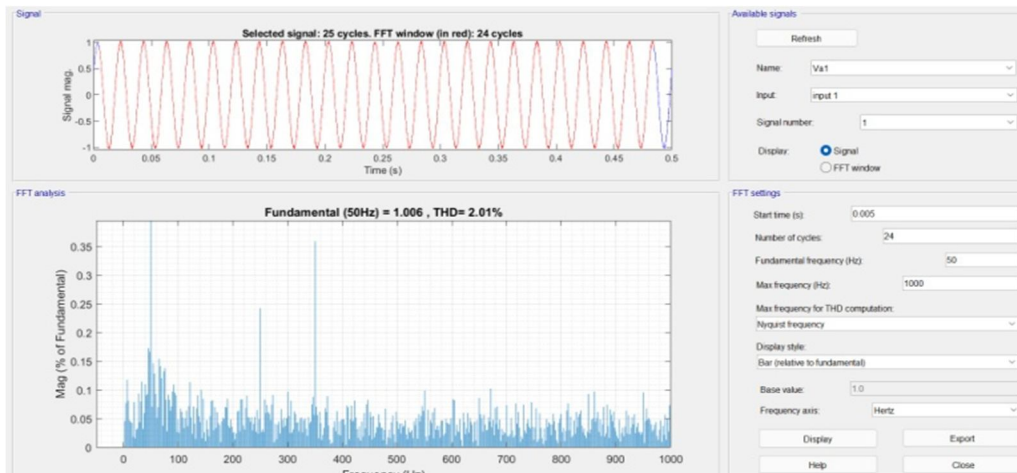 Signal
Selected signal: 25 cycles. FFT window (in red): 24 cycles
Signal mag.
1
0.5
0
-0.5
-1
0 0.05 0.1 0.15 0.2 0.25 0.3 0.35 0.4 0.45 0.5
Time (s)
FFT analysis
Fundamental (50Hz) = 1.006 , THD= 2.01%
Mag (% of Fundamental)
0.35
0.3
0.25
0.2
0.15
0.1
0.05
0
0 100 200 300 400 500 600 700 800 900 1000
Frequency (Hz)
Available signals
Refresh
Name: Va1
Input: input 1
Signal number: 1
Display: Signal
FFT window
FFT settings
Start time (s): 0.005
Number of cycles: 24
Fundamental frequency (Hz): 50
Max frequency (Hz): 1000
Max frequency for THD computation:
Nyquist frequency
Display style:
Bar (relative to fundamental)
Base value: 1.0
Frequency axis: Hertz
Display Export
Help Close